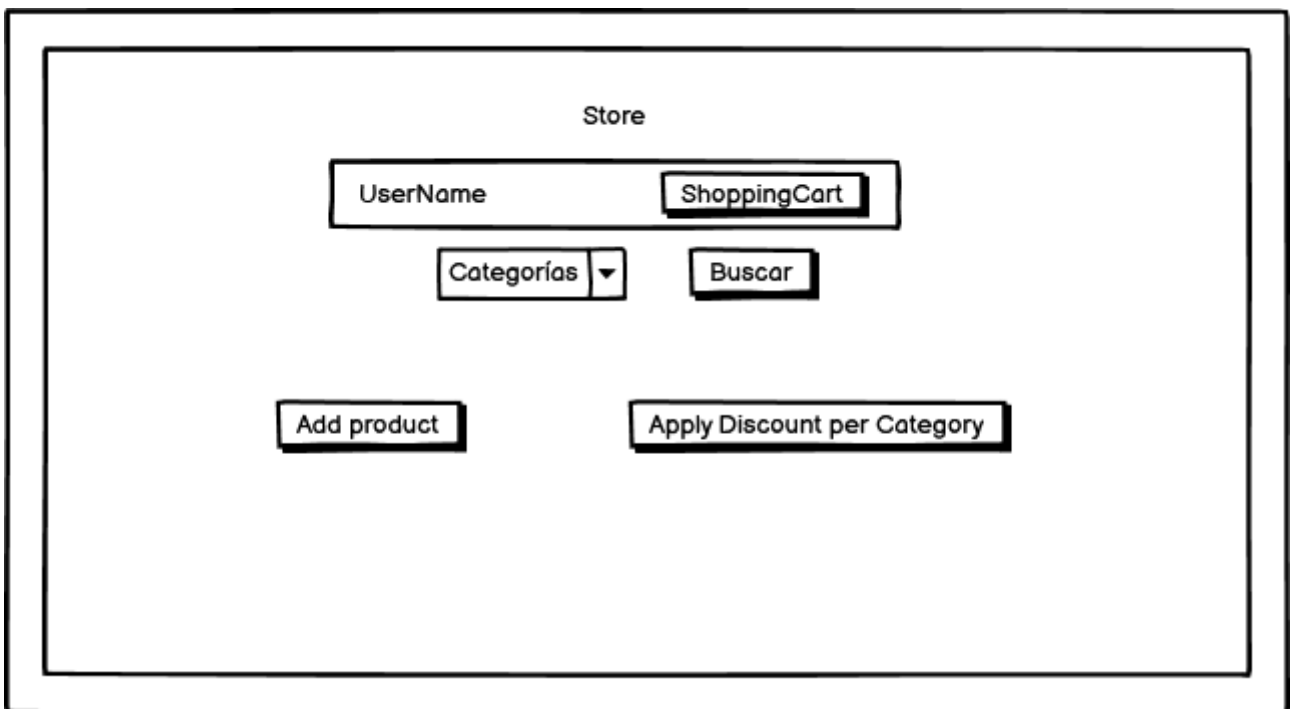 Store
UserName ShoppingCart
Categorías Buscar
Add product Apply Discount per Category